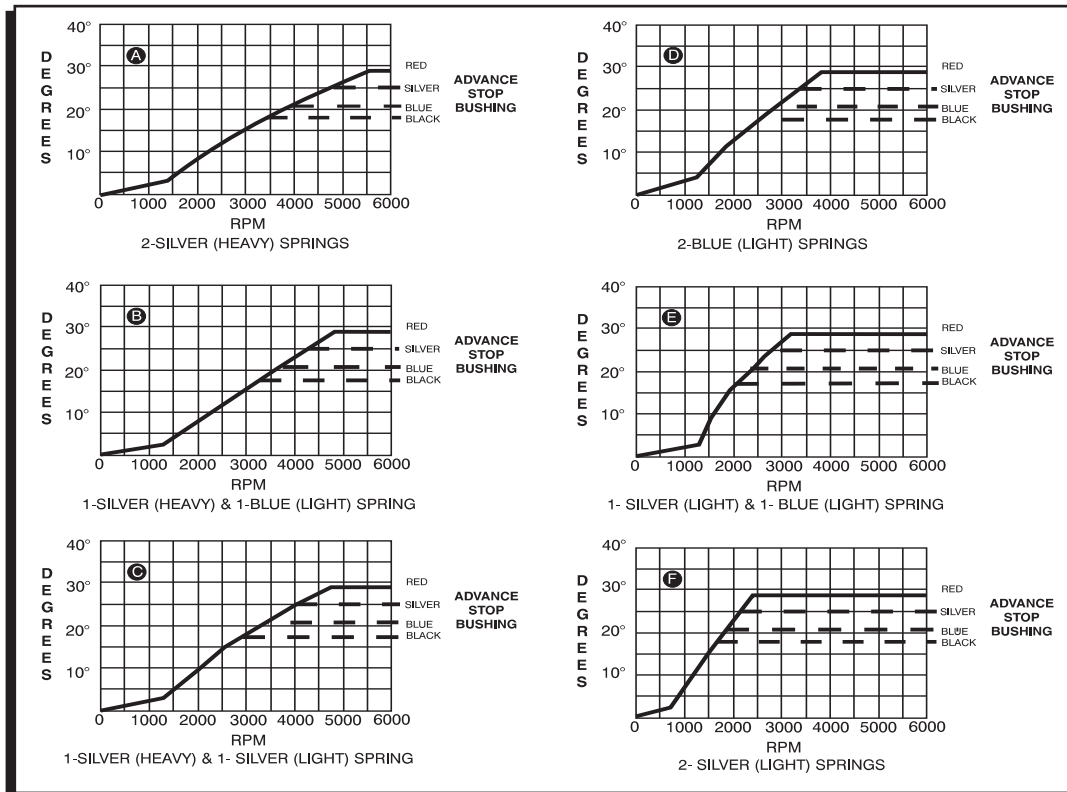 A
DEGREES
40°
30°
20°
10°
0 1000 2000 3000 4000 5000 6000
RPM
RED
SILVER
BLUE
BLACK
ADVANCE
STOP
BUSHING
2-SILVER (HEAVY) SPRINGS
D
DEGREES
40°
30°
20°
10°
0 1000 2000 3000 4000 5000 6000
RPM
RED
SILVER
BLUE
BLACK
ADVANCE
STOP
BUSHING
2-BLUE (LIGHT) SPRINGS
B
DEGREES
40°
30°
20°
10°
0 1000 2000 3000 4000 5000 6000
RPM
RED
SILVER
BLUE
BLACK
ADVANCE
STOP
BUSHING
1-SILVER (HEAVY) & 1-BLUE (LIGHT) SPRING
E
DEGREES
40°
30°
20°
10°
0 1000 2000 3000 4000 5000 6000
RPM
RED
SILVER
BLUE
BLACK
ADVANCE
STOP
BUSHING
1- SILVER (LIGHT) & 1- BLUE (LIGHT) SPRING
C
DEGREES
40°
30°
20°
10°
0 1000 2000 3000 4000 5000 6000
RPM
RED
SILVER
BLUE
BLACK
ADVANCE
STOP
BUSHING
1-SILVER (HEAVY) & 1- SILVER (LIGHT) SPRING
F
DEGREES
40°
30°
20°
10°
0 1000 2000 3000 4000 5000 6000
RPM
RED
SILVER
BLUE
BLACK
ADVANCE
STOP
BUSHING
2- SILVER (LIGHT) SPRINGS